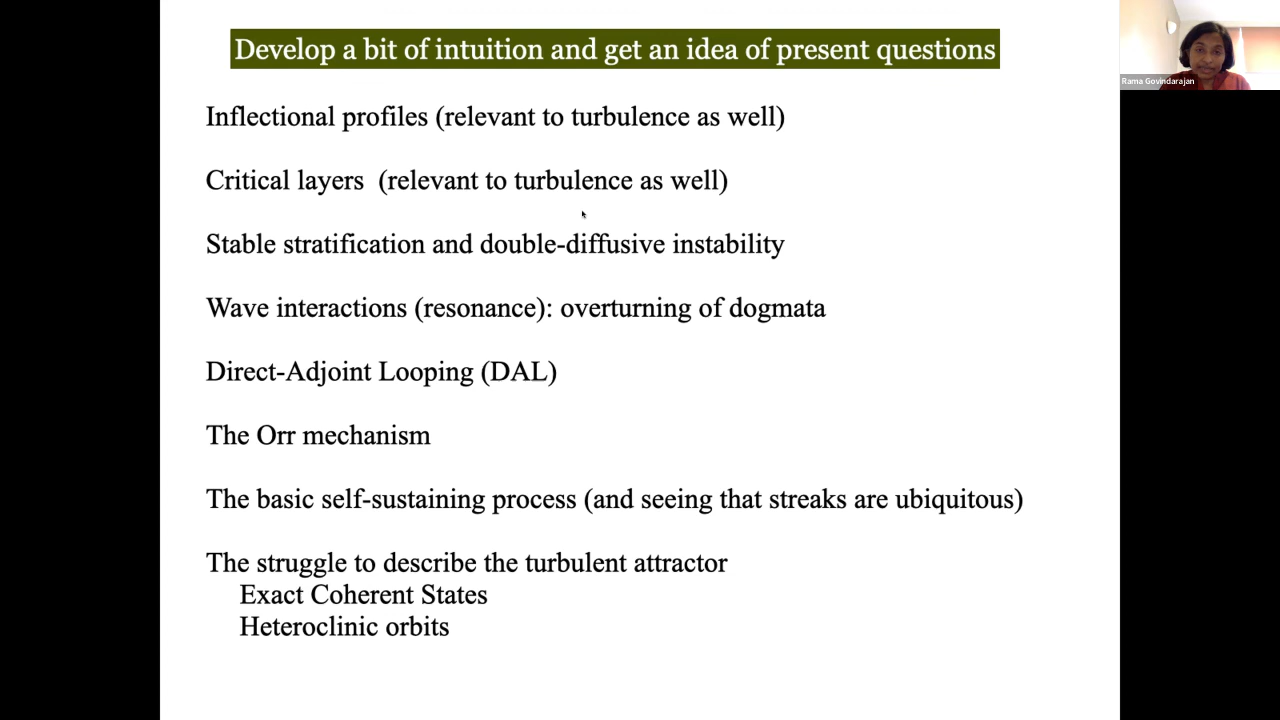 Develop a bit of intuition and get an idea of present questions
Rama Govindarajan
Inflectional profiles (relevant to turbulence as well)
Critical layers (relevant to turbulence as well)
Stable stratification and double-diffusive instability
Wave interactions (resonance): overturning of dogmata
Direct-Adjoint Looping (DAL)
The Orr mechanism
The basic self-sustaining process (and seeing that streaks are ubiquitous)
The struggle to describe the turbulent attractor
Exact Coherent States
Heteroclinic orbits